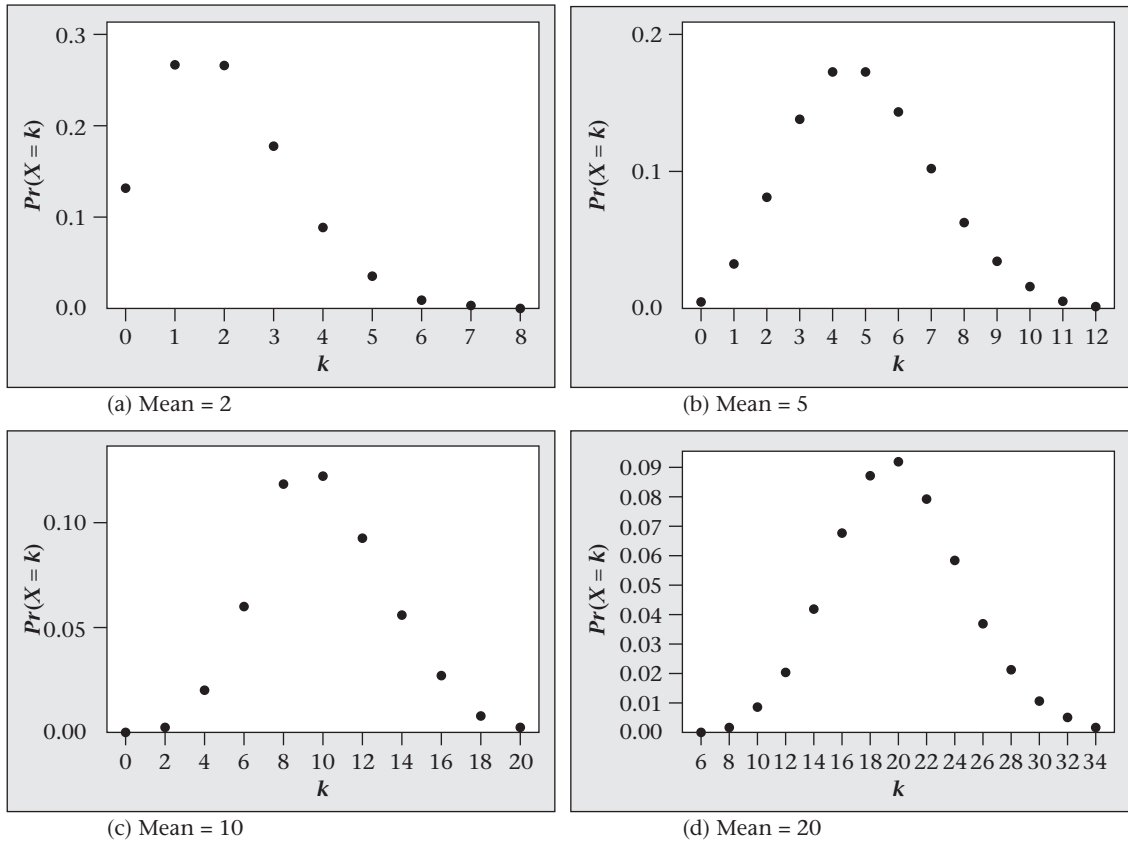 0.3
0.2
0.1
0.0
Pr(X = k)
0 1 2 3 4 5 6 7 8
k
(a) Mean = 2
0.2
0.1
0.0
Pr(X = k)
0 1 2 3 4 5 6 7 8 9 10 11 12
k
(b) Mean = 5
0.10
0.05
0.00
Pr(X = k)
0 2 4 6 8 10 12 14 16 18 20
k
(c) Mean = 10
0.09
0.08
0.07
0.06
0.05
0.04
0.03
0.02
0.01
0.00
Pr(X = k)
6 8 10 12 14 16 18 20 22 24 26 28 30 32 34
k
(d) Mean = 20